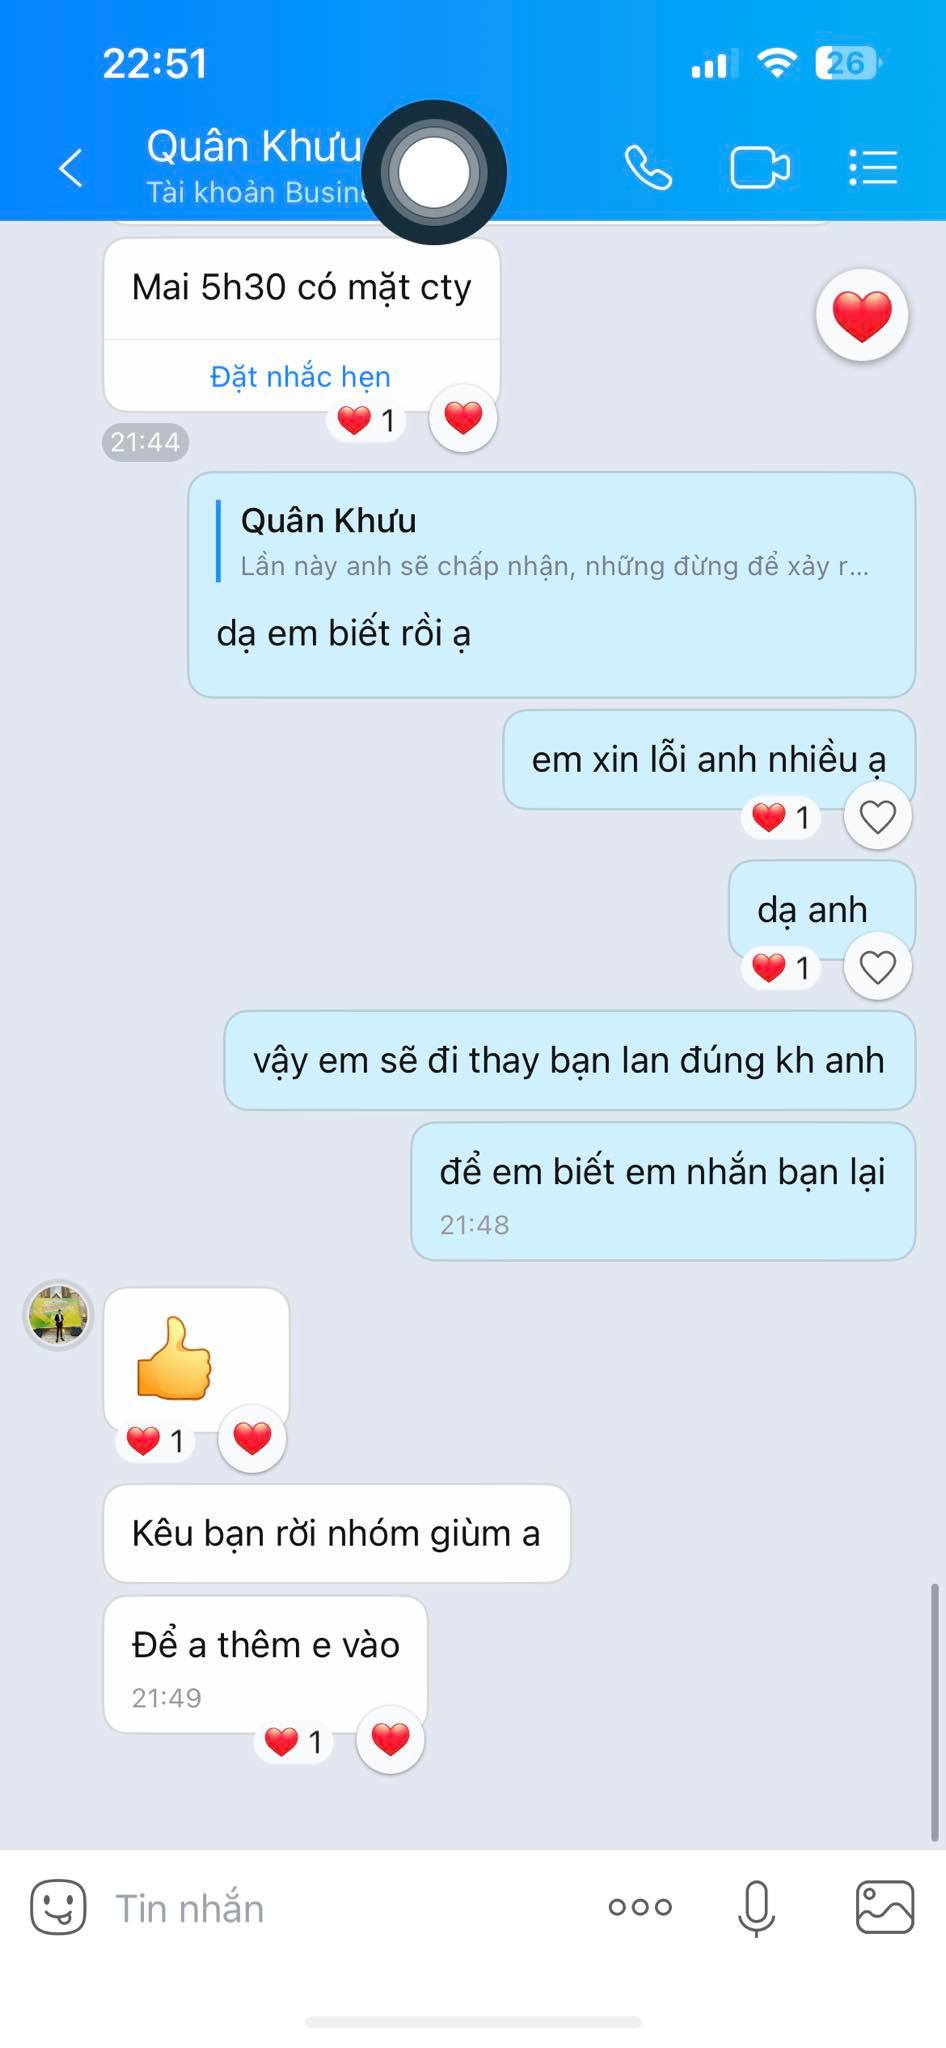 22:51
26
Quân Khưu
Tài khoản Busin
Mai 5h30 có mặt cty
Đặt nhắc hẹn
1
21:44
Quân Khưu
Lần này anh sẽ chấp nhận, những đừng để xảy r...
dạ em biết rồi ạ
em xin lỗi anh nhiều ạ
1
dạ anh
1
vậy em sẽ đi thay bạn lan đúng kh anh
để em biết em nhắn bạn lại
21:48
1
Kêu bạn rời nhóm giùm a
Để a thêm e vào
21:49
1
Tin nhắn